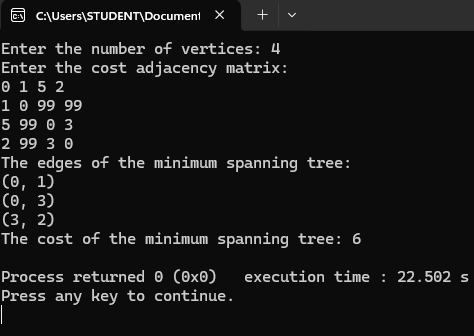 C:\Users\STUDENT\Document
Enter the number of vertices: 4
Enter the cost adjacency matrix:
0 1 5 2
1 0 99 99
5 99 0 3
2 99 3 0
The edges of the minimum spanning tree:
(0, 1)
(0, 3)
(3, 2)
The cost of the minimum spanning tree: 6
Process returned 0 (0x0)   execution time : 22.502 s
Press any key to continue.